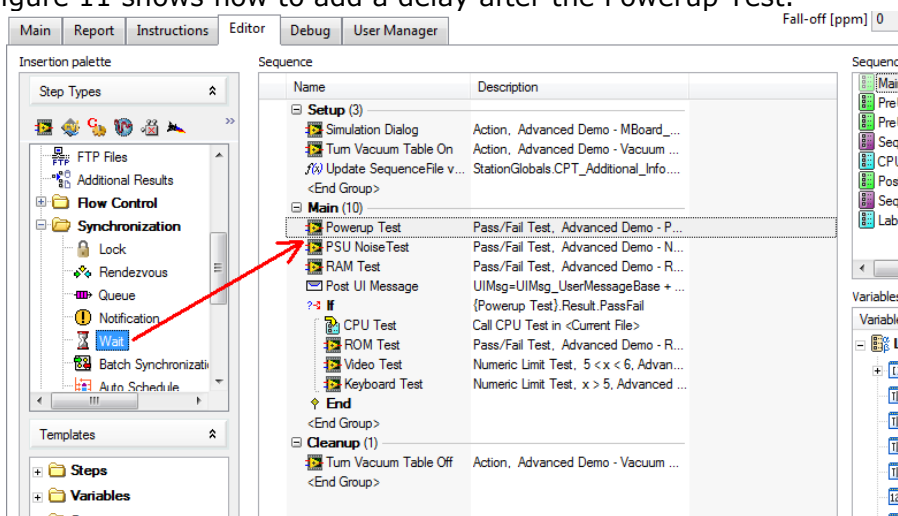 igure 11 shows how to add a delay after the Powerup Test.
Fall-off [ppm] 0
Main Report Instructions Editor Debug User Manager
Insertion palette
Step Types
FTP Files
Additional Results
Flow Control
Synchronization
Lock
Rendezvous
Queue
Notification
Wait
Batch Synchronizati
Auto Schedule
Templates
Steps
Variables
Sequence
Name Description
Setup (3)
Simulation Dialog Action, Advanced Demo - MBoard_...
Turn Vacuum Table On Action, Advanced Demo - Vacuum ...
f(x) Update SequenceFile v... StationGlobals.CPT_Additional_Info....
<End Group>
Main (10)
Powerup Test Pass/Fail Test, Advanced Demo - P...
PSU NoiseTest Pass/Fail Test, Advanced Demo - N...
RAM Test Pass/Fail Test, Advanced Demo - R...
Post UI Message UIMsg=UIMsg_UserMessageBase + ...
If {Powerup Test}.Result.PassFail
CPU Test Call CPU Test in <Current File>
ROM Test Pass/Fail Test, Advanced Demo - R...
Video Test Numeric Limit Test, 5 < x < 6, Advan...
Keyboard Test Numeric Limit Test, x > 5, Advanced ...
End
<End Group>
Cleanup (1)
Turn Vacuum Table Off Action, Advanced Demo - Vacuum ...
<End Group>
Sequenc
Mai
Pre
Pre
Seq
CPU
Pos
Seq
Lab
Variables
Variabl
L